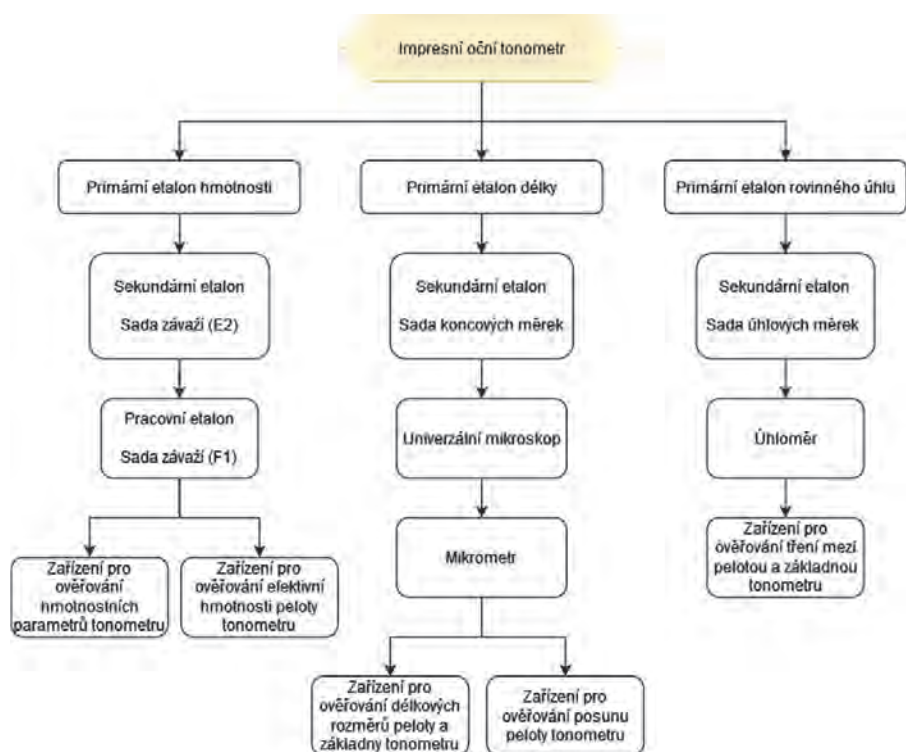 Impresní oční tonometr
Primární etalon hmotnosti
Primární etalon délky
Primární etalon rovinného úhlu
Sekundární etalon
Sada závaží (E2)
Sekundární etalon
Sada koncových měrek
Sekundární etalon
Sada úhlových měrek
Pracovní etalon
Sada závaží (F1)
Univerzální mikroskop
Úhloměr
Zařízení pro
ověřování
hmotnostních
parametrů tonometru
Zařízení pro
ověřování efektivní
hmotnosti peloty
tonometru
Mikrometr
Zařízení pro
ověřování tření mezi
pelotou a základnou
tonometru
Zařízení pro
ověřování délkových
rozměrů peloty a
základny tonometru
Zařízení pro
ověřování posunu
peloty tonometru